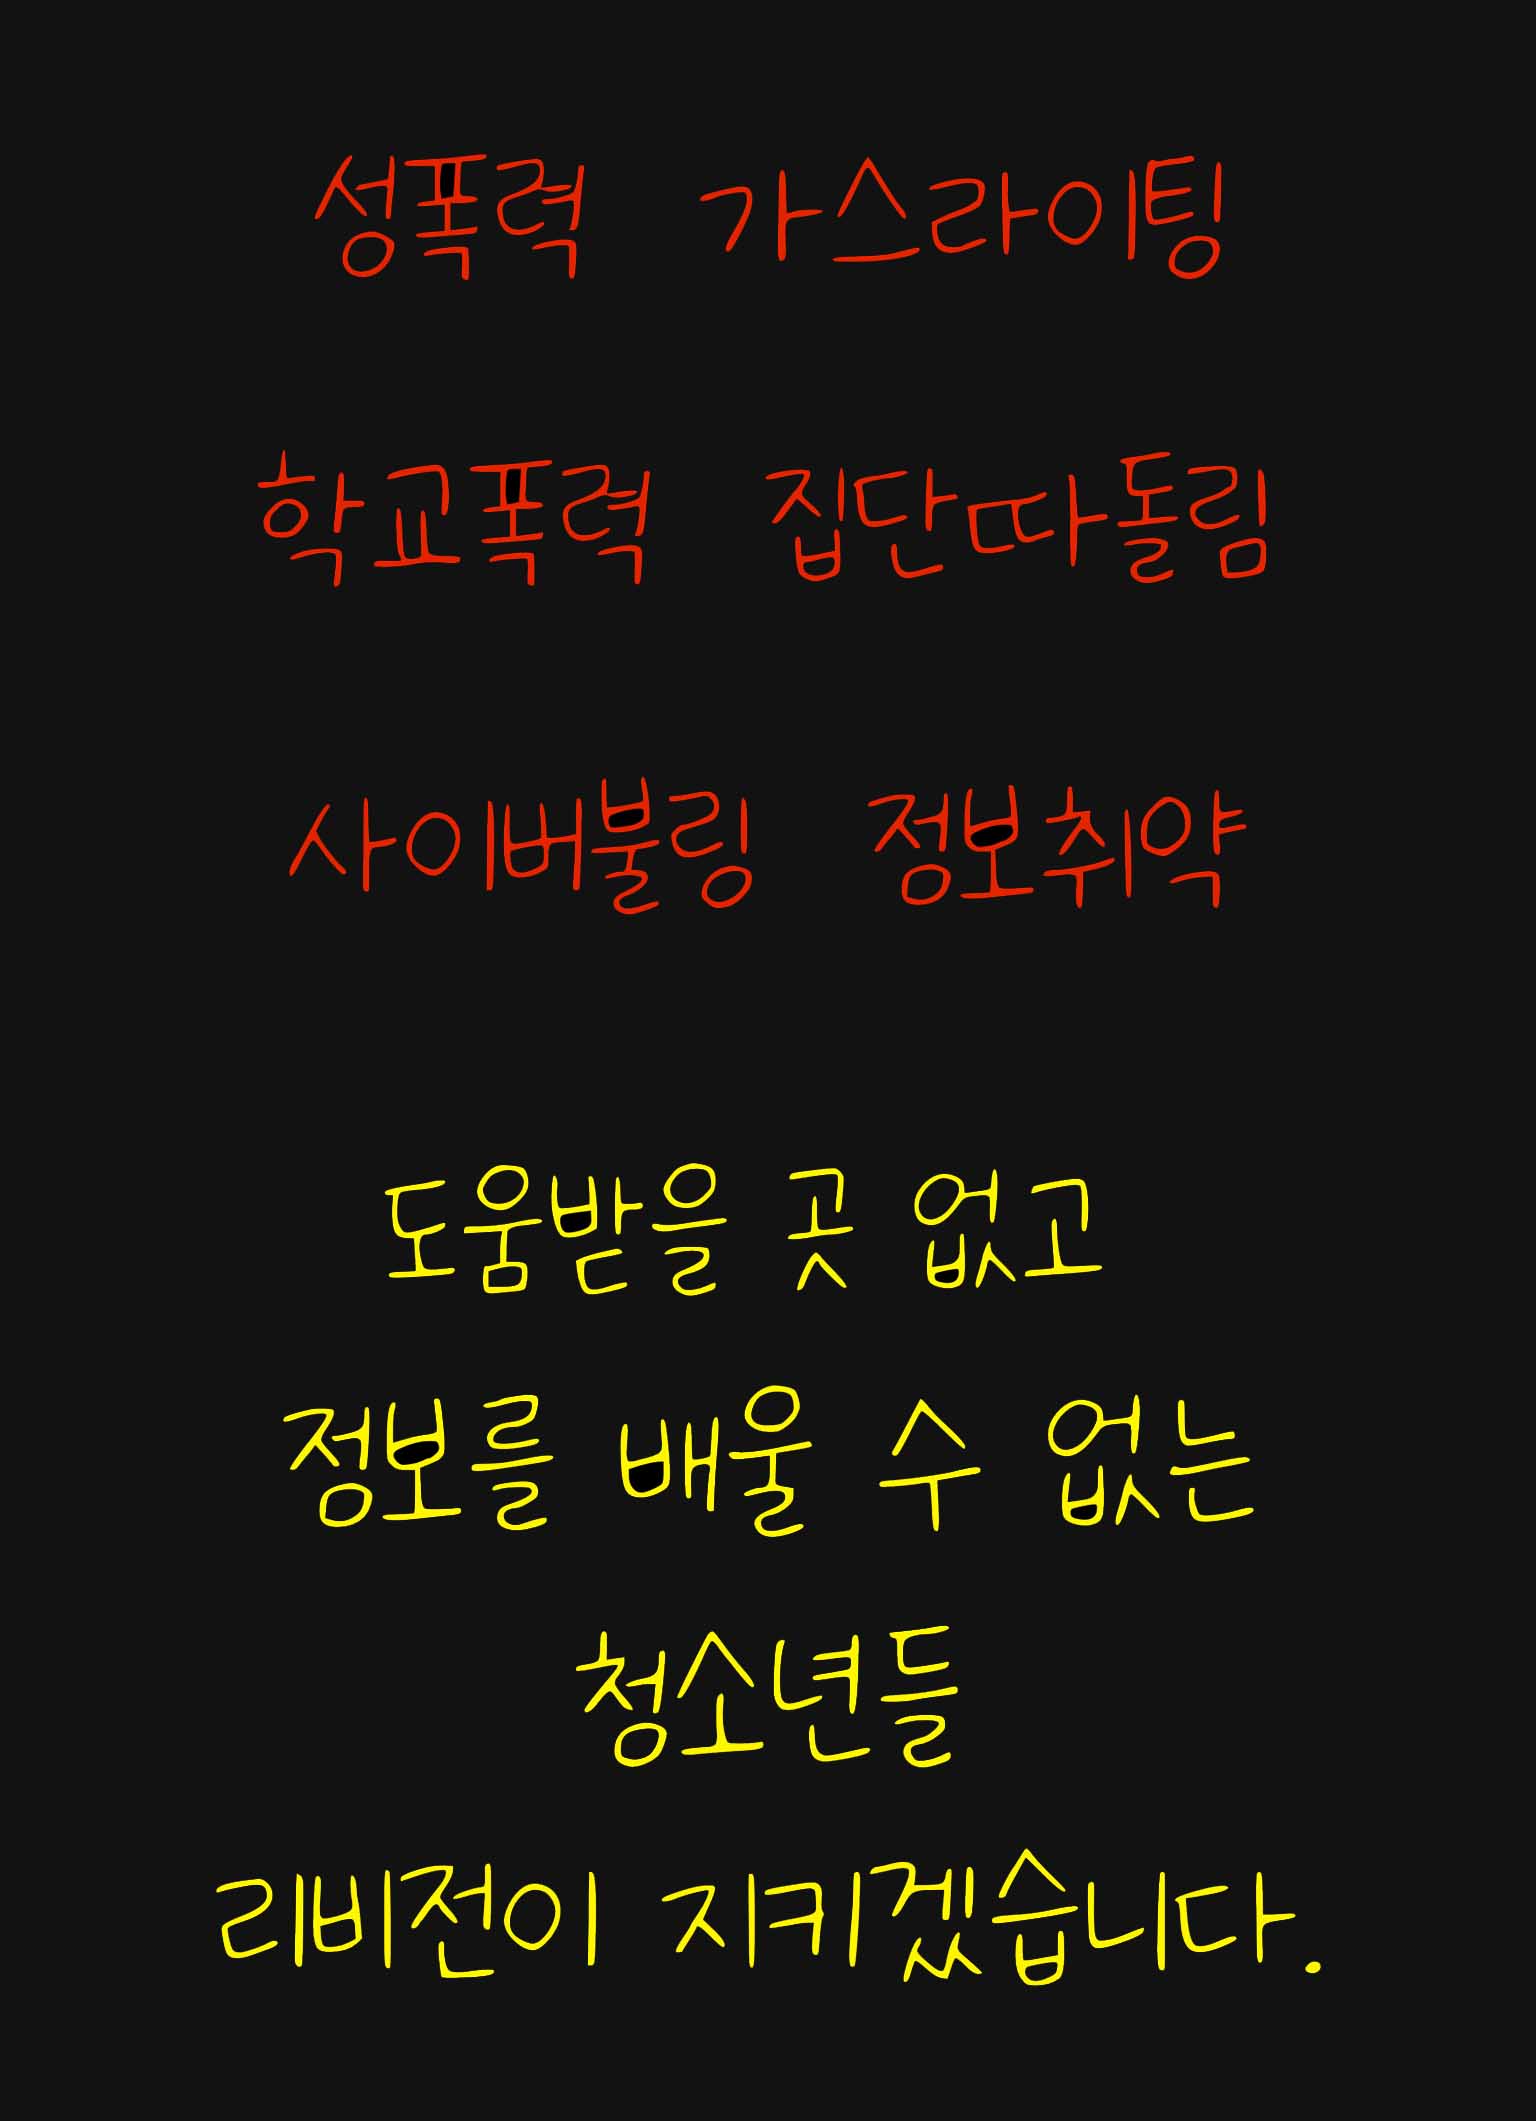 성폭력 가스라이팅
학교폭력 집단따돌림
사이버불링 정보취약
도움받을 곳 없고
정보를 배울 수 없는
청소년들
리비전이 지키겠습니다.